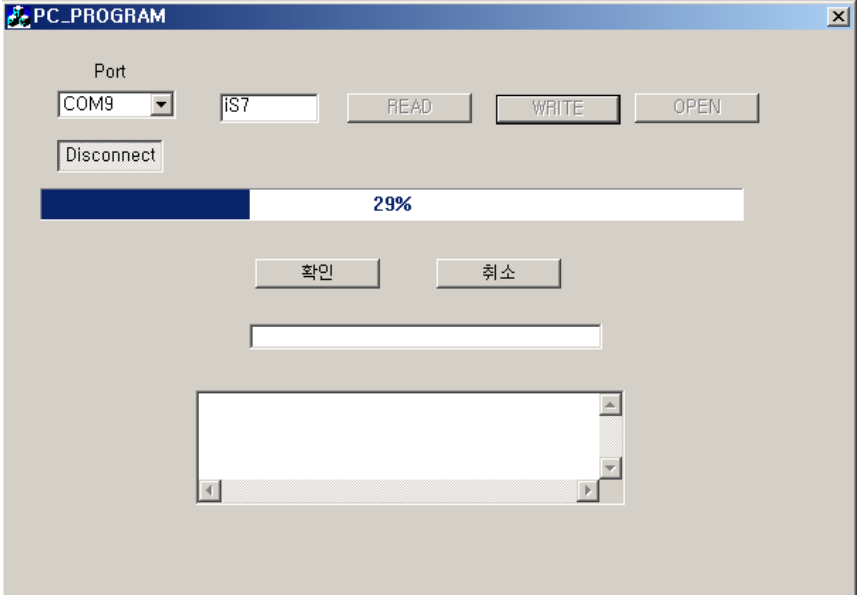 PC_PROGRAM
Port
COM9
iS7
READ
WRITE
OPEN
Disconnect
29%
확인
취소